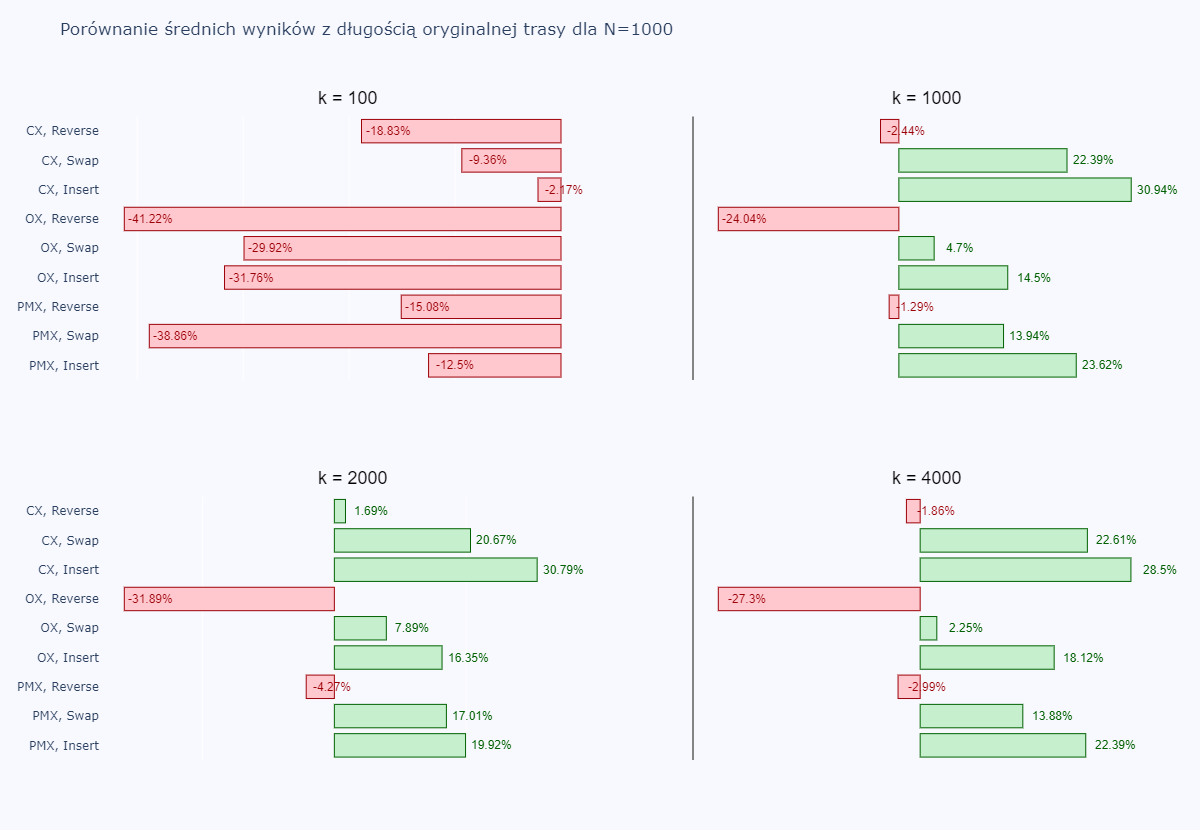 Porównanie średnich wyników z długością oryginalnej trasy dla N=1000
k = 100
CX, Reverse
-18.83%
CX, Swap
-9.36%
CX, Insert
-2.17%
OX, Reverse
-41.22%
OX, Swap
-29.92%
OX, Insert
-31.76%
PMX, Reverse
-15.08%
PMX, Swap
-38.86%
PMX, Insert
-12.5%
k = 1000
-2.44%
22.39%
30.94%
-24.04%
4.7%
14.5%
-1.29%
13.94%
23.62%
k = 2000
CX, Reverse
1.69%
CX, Swap
20.67%
CX, Insert
30.79%
OX, Reverse
-31.89%
OX, Swap
7.89%
OX, Insert
16.35%
PMX, Reverse
-4.27%
PMX, Swap
17.01%
PMX, Insert
19.92%
k = 4000
-1.86%
22.61%
28.5%
-27.3%
2.25%
18.12%
-2.99%
13.88%
22.39%